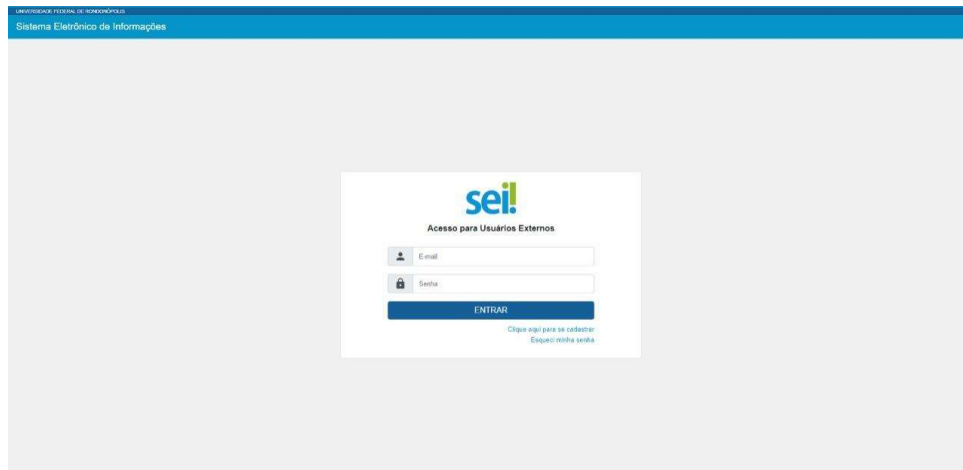 UNIVERSIDADE FEDERAL DE RONDONÓPOLIS
Sistema Eletrônico de Informações
sei!
Acesso para Usuários Externos
E-mail
Senha
ENTRAR
Clique aqui para se cadastrar
Esqueci minha senha